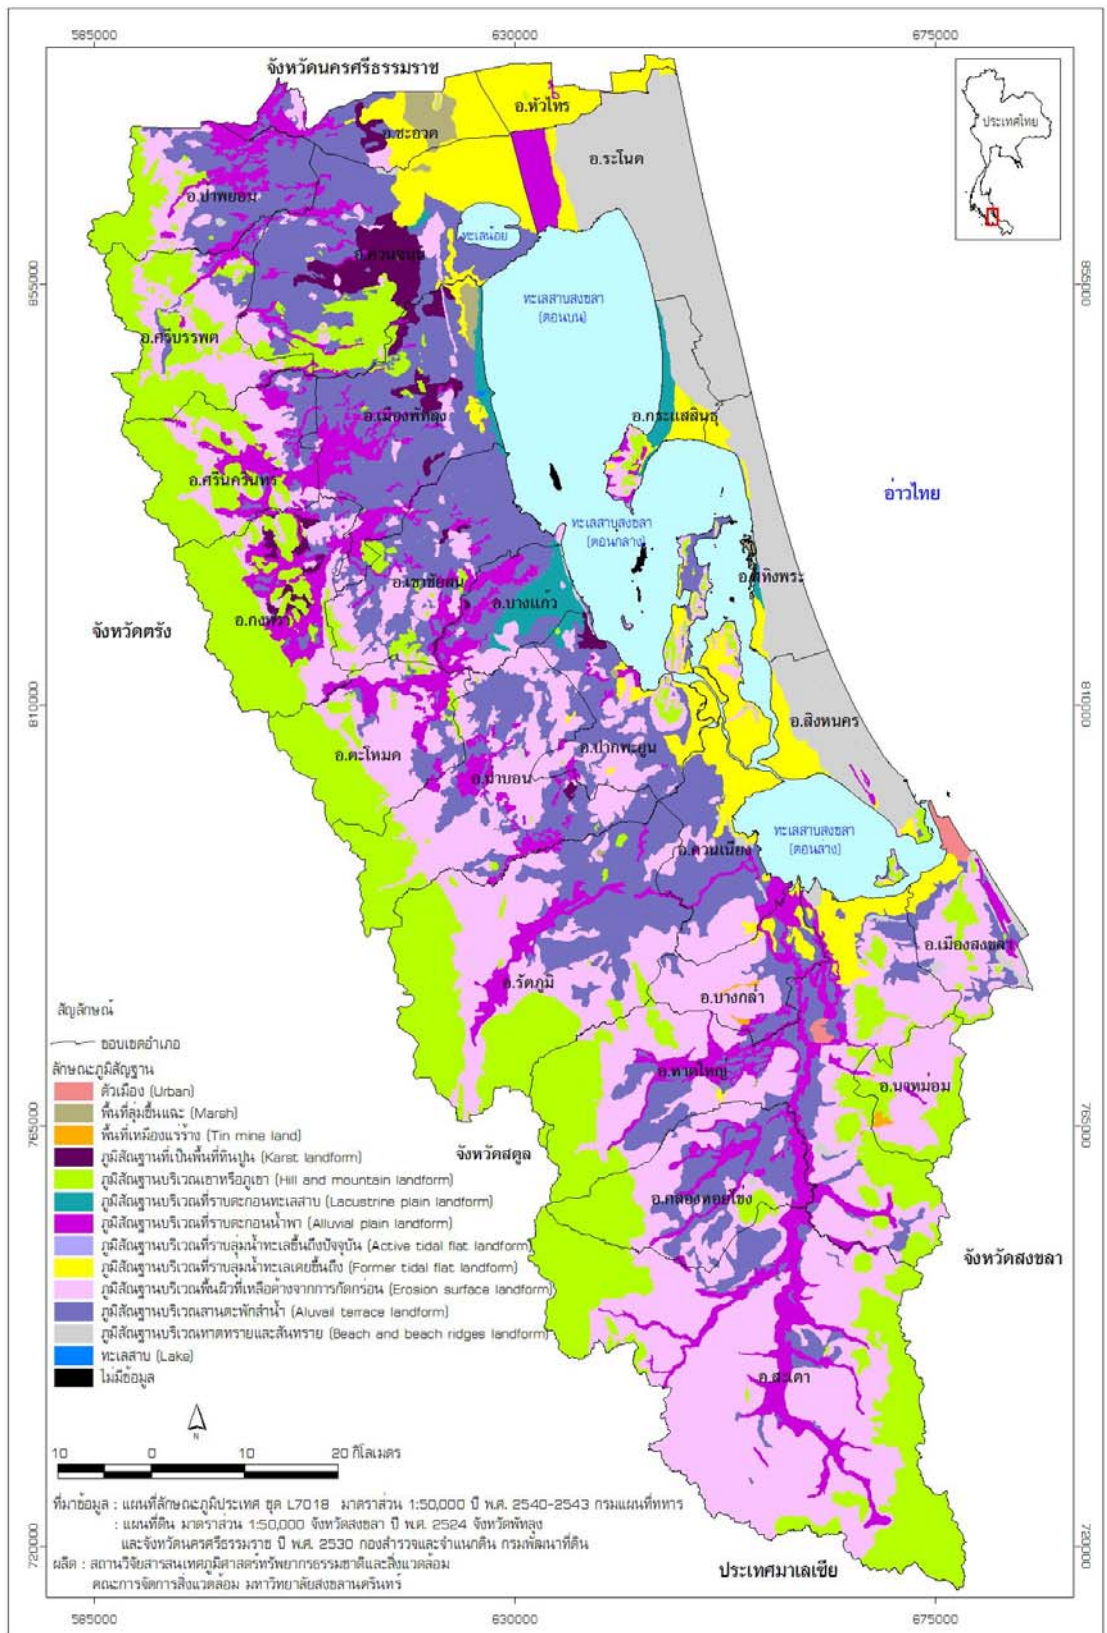 585000 630000 675000
จังหวัดนครศรีธรรมราช
อ.หัวไทร
อ.ชะอวด
ประเทศไทย
อ.ระโนด
อ.ป่าพยอม
ทะเลน้อย
อ.ควนขนุน
855000
855000
ทะเลสาบสงขลา
(ตอนบน)
อ.ศรีบรรพต
อ.เมืองพัทลุง
อ.กระแสสินธุ์
อ.ศรีนครินทร์
อ่าวไทย
ทะเลสาบสงขลา
(ตอนกลาง)
อ.สทิงพระ
อ.เขาชัยสน
อ.บางแก้ว
อ.กงหรา
จังหวัดตรัง
810000
810000
อ.สิงหนคร
อ.ตะโหมด
อ.ปากพะยูน
อ.ป่าบอน
ทะเลสาบสงขลา
(ตอนล่าง)
อ.ควนเนียง
อ.เมืองสงขลา
อ.รัตภูมิ
อ.บางกล่ำ
อ.หาดใหญ่
อ.นาหม่อม
765000
765000
จังหวัดสตูล
อ.คลองหอยโข่ง
จังหวัดสงขลา
อ.สะเดา
สัญลักษณ์
ขอบเขตอำเภอ
ลักษณะภูมิสัญฐาน
ตัวเมือง (Urban)
พื้นที่ลุ่มชื้นแฉะ (Marsh)
พื้นที่เหมืองแร่ร้าง (Tin mine land)
ภูมิสัญฐานที่เป็นพื้นที่หินปูน (Karst landform)
ภูมิสัญฐานบริเวณเขาหรือภูเขา (Hill and mountain landform)
ภูมิสัญฐานบริเวณที่ราบตะกอนทะเลสาบ (Lacustrine plain landform)
ภูมิสัญฐานบริเวณที่ราบตะกอนน้ำพา (Alluvial plain landform)
ภูมิสัญฐานบริเวณที่ราบลุ่มน้ำทะเลขึ้นถึงปัจจุบัน (Active tidal flat landform)
ภูมิสัญฐานบริเวณที่ราบลุ่มน้ำทะเลเคยขึ้นถึง (Former tidal flat landform)
ภูมิสัญฐานบริเวณพื้นผิวที่เหลือค้างจากการกัดกร่อน (Erosion surface landform)
ภูมิสัญฐานบริเวณลานตะพักลำน้ำ (Aluvail terrace landform)
ภูมิสัญฐานบริเวณหาดทรายและสันทราย (Beach and beach ridges landform)
ทะเลสาบ (Lake)
ไม่มีข้อมูล
N
10 0 10 20 กิโลเมตร
ที่มาข้อมูล : แผนที่ลักษณะภูมิประเทศ ชุด L7018 มาตราส่วน 1:50,000 ปี พ.ศ. 2540-2543 กรมแผนที่ทหาร
: แผนที่ดิน มาตราส่วน 1:50,000 จังหวัดสงขลา ปี พ.ศ. 2524 จังหวัดพัทลุง
และจังหวัดนครศรีธรรมราช ปี พ.ศ. 2530 กองสำรวจและจำแนกดิน กรมพัฒนาที่ดิน
ผลิต : สถานวิจัยสารสนเทศภูมิศาสตร์ทรัพยากรธรรมชาติและสิ่งแวดล้อม
คณะการจัดการสิ่งแวดล้อม มหาวิทยาลัยสงขลานครินทร์
720000
720000
ประเทศมาเลเซีย
585000 630000 675000